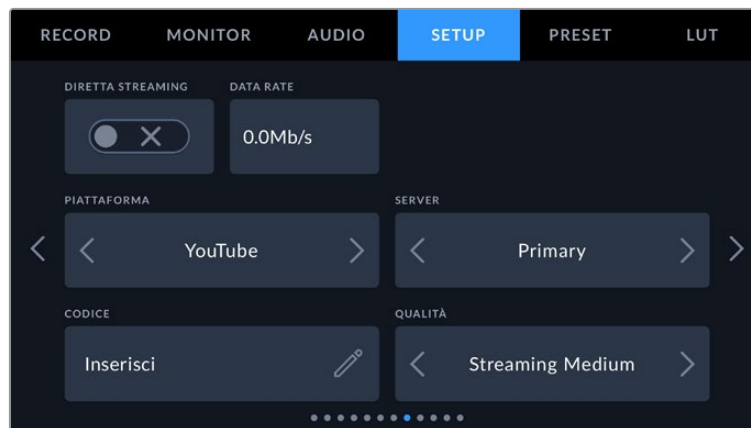 RECORD MONITOR AUDIO SETUP PRESET LUT
DIRETTA STREAMING DATA RATE
0.0Mb/s
PIATTAFORMA SERVER
YouTube Primary
CODICE QUALITÀ
Inserisci Streaming Medium